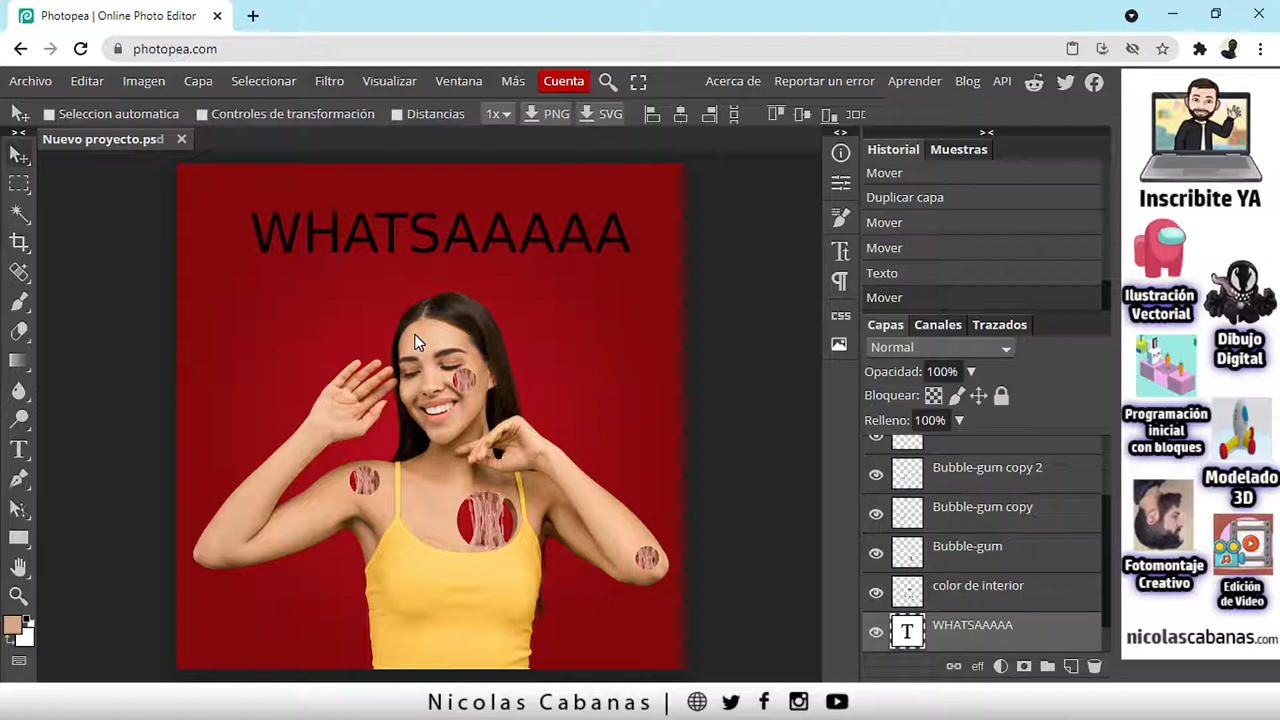 Photopea | Online Photo Editor
photopea.com
Archivo Editar Imagen Capa Seleccionar Filtro Visualizar Ventana Más Cuenta Acerca de Reportar un error Aprender Blog API
Seleccion automatica Controles de transformación Distancias 1x PNG SVG
Nuevo proyecto.psd
WHATSAAAAA
Historial Muestras
Mover
Duplicar capa
Mover
Mover
Texto
Mover
CSS
Capas Canales Trazados
Normal
Opacidad: 100%
Bloquear:
Relleno: 100%
Bubble-gum copy 2
Bubble-gum copy
Bubble-gum
color de interior
T WHATSAAAAA
eff
Inscribite YA
Ilustración
Vectorial
Dibujo
Digital
Programación
inicial
con bloques
Modelado
3D
Fotomontaje
Creativo
Edición
de Video
nicolascabanas.com
Nicolas Cabanas |